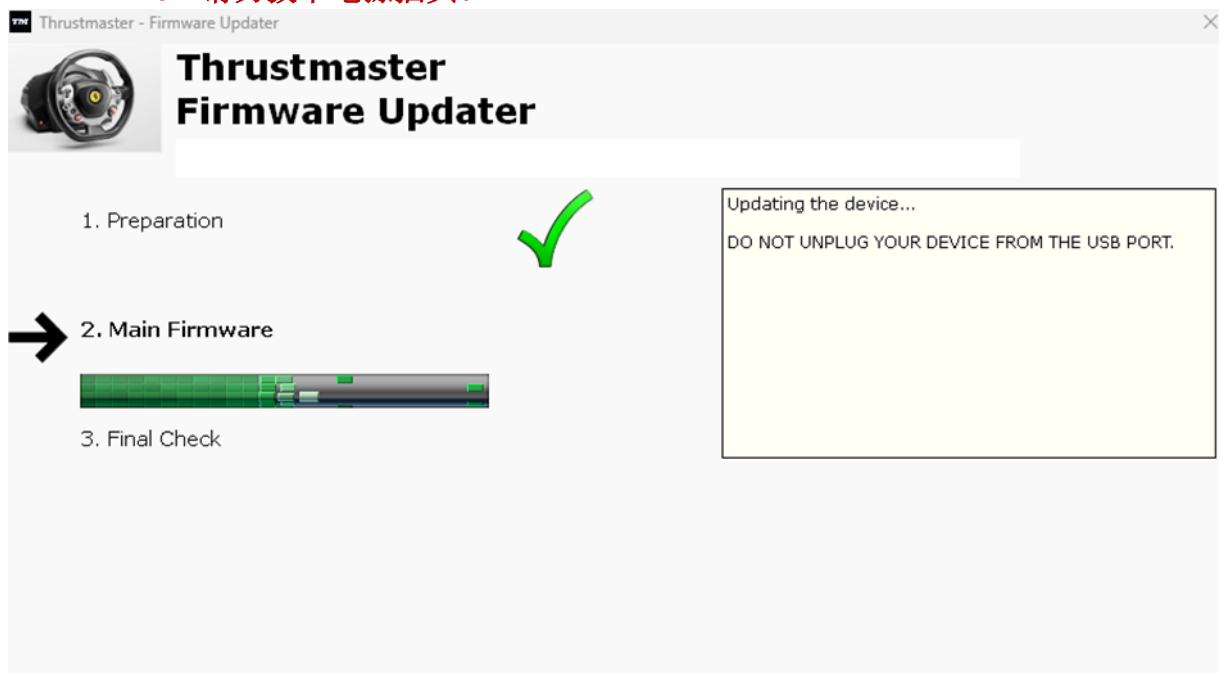 Thrustmaster - Firmware Updater
Thrustmaster
Firmware Updater
1. Preparation
2. Main Firmware
3. Final Check
Updating the device...
DO NOT UNPLUG YOUR DEVICE FROM THE USB PORT.